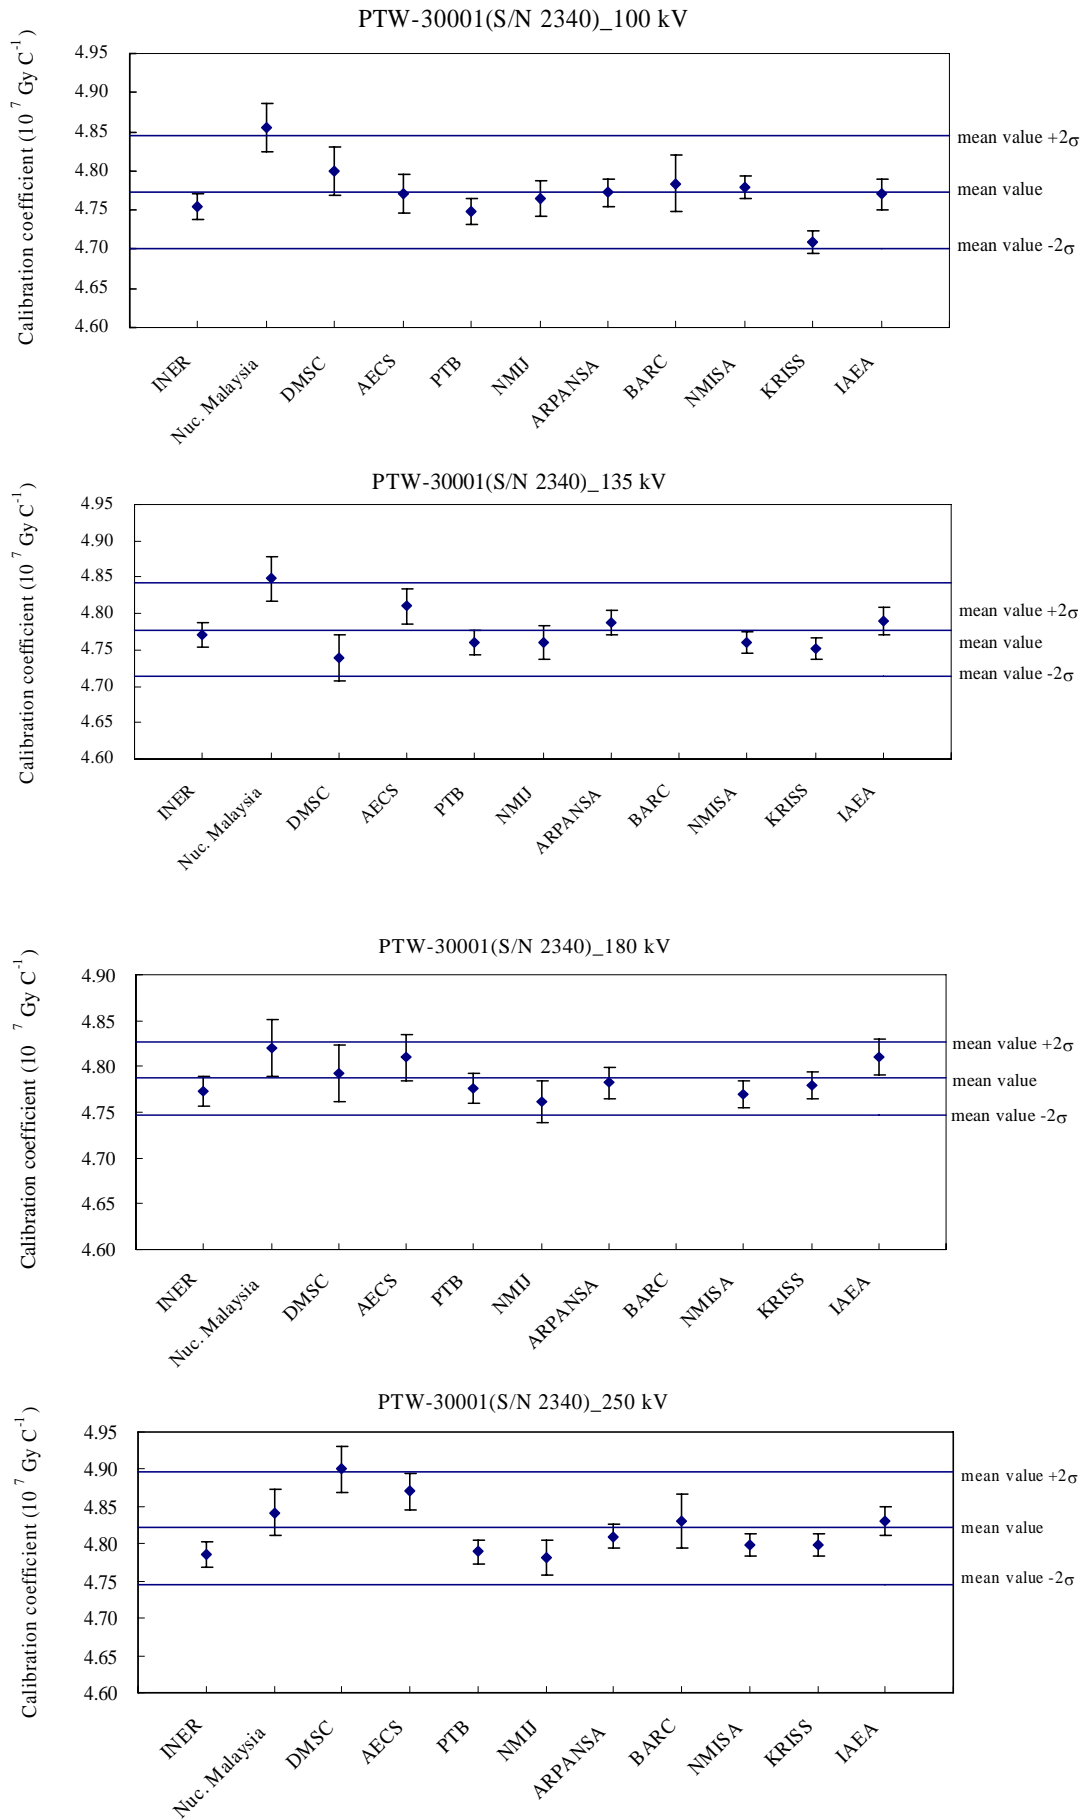 PTW-30001(S/N 2340)_100 kV
Calibration coefficient (10 7 Gy C-1)
4.95
4.90
4.85
4.80
4.75
4.70
4.65
4.60
mean value +2σ
mean value
mean value -2σ
INER
Nuc. Malaysia
DMSC
AECS
PTB
NMIJ
ARPANSA
BARC
NMISA
KRISS
IAEA
PTW-30001(S/N 2340)_135 kV
Calibration coefficient (10 7 Gy C-1)
4.95
4.90
4.85
4.80
4.75
4.70
4.65
4.60
mean value +2σ
mean value
mean value -2σ
INER
Nuc. Malaysia
DMSC
AECS
PTB
NMIJ
ARPANSA
BARC
NMISA
KRISS
IAEA
PTW-30001(S/N 2340)_180 kV
Calibration coefficient (10 7 Gy C-1)
4.90
4.85
4.80
4.75
4.70
4.65
4.60
mean value +2σ
mean value
mean value -2σ
INER
Nuc. Malaysia
DMSC
AECS
PTB
NMIJ
ARPANSA
BARC
NMISA
KRISS
IAEA
PTW-30001(S/N 2340)_250 kV
Calibration coefficient (10 7 Gy C-1)
4.95
4.90
4.85
4.80
4.75
4.70
4.65
4.60
mean value +2σ
mean value
mean value -2σ
INER
Nuc. Malaysia
DMSC
AECS
PTB
NMIJ
ARPANSA
BARC
NMISA
KRISS
IAEA